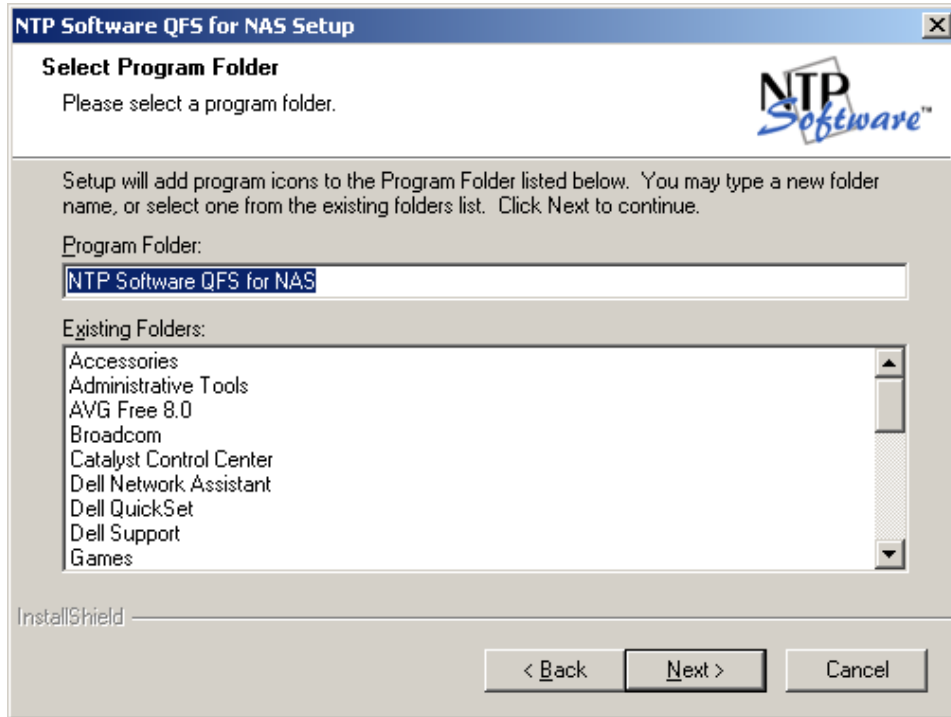 NTP Software QFS for NAS Setup
Select Program Folder
Please select a program folder.
NTP
Software™
Setup will add program icons to the Program Folder listed below. You may type a new folder
name, or select one from the existing folders list. Click Next to continue.
Program Folder:
NTP Software QFS for NAS
Existing Folders:
Accessories
Administrative Tools
AVG Free 8.0
Broadcom
Catalyst Control Center
Dell Network Assistant
Dell QuickSet
Dell Support
Games
InstallShield
< Back
Next >
Cancel